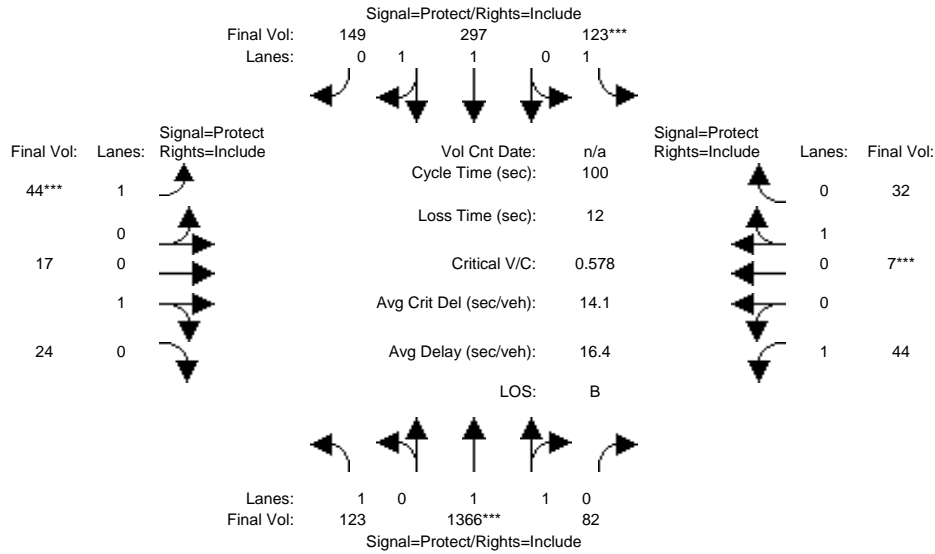 Signal=Protect/Rights=Include
Final Vol: 149 297 123***
Lanes: 0 1 1 0 1
Signal=Protect
Final Vol: Lanes: Rights=Include
Vol Cnt Date: n/a
Signal=Protect
Rights=Include Lanes: Final Vol:
Cycle Time (sec): 100
44*** 1
0 32
Loss Time (sec): 12
0
1
17 0
Critical V/C: 0.578
0 7***
1
Avg Crit Del (sec/veh): 14.1
0
24 0
Avg Delay (sec/veh): 16.4
1 44
LOS: B
Lanes: 1 0 1 1 0
Final Vol: 123 1366*** 82
Signal=Protect/Rights=Include